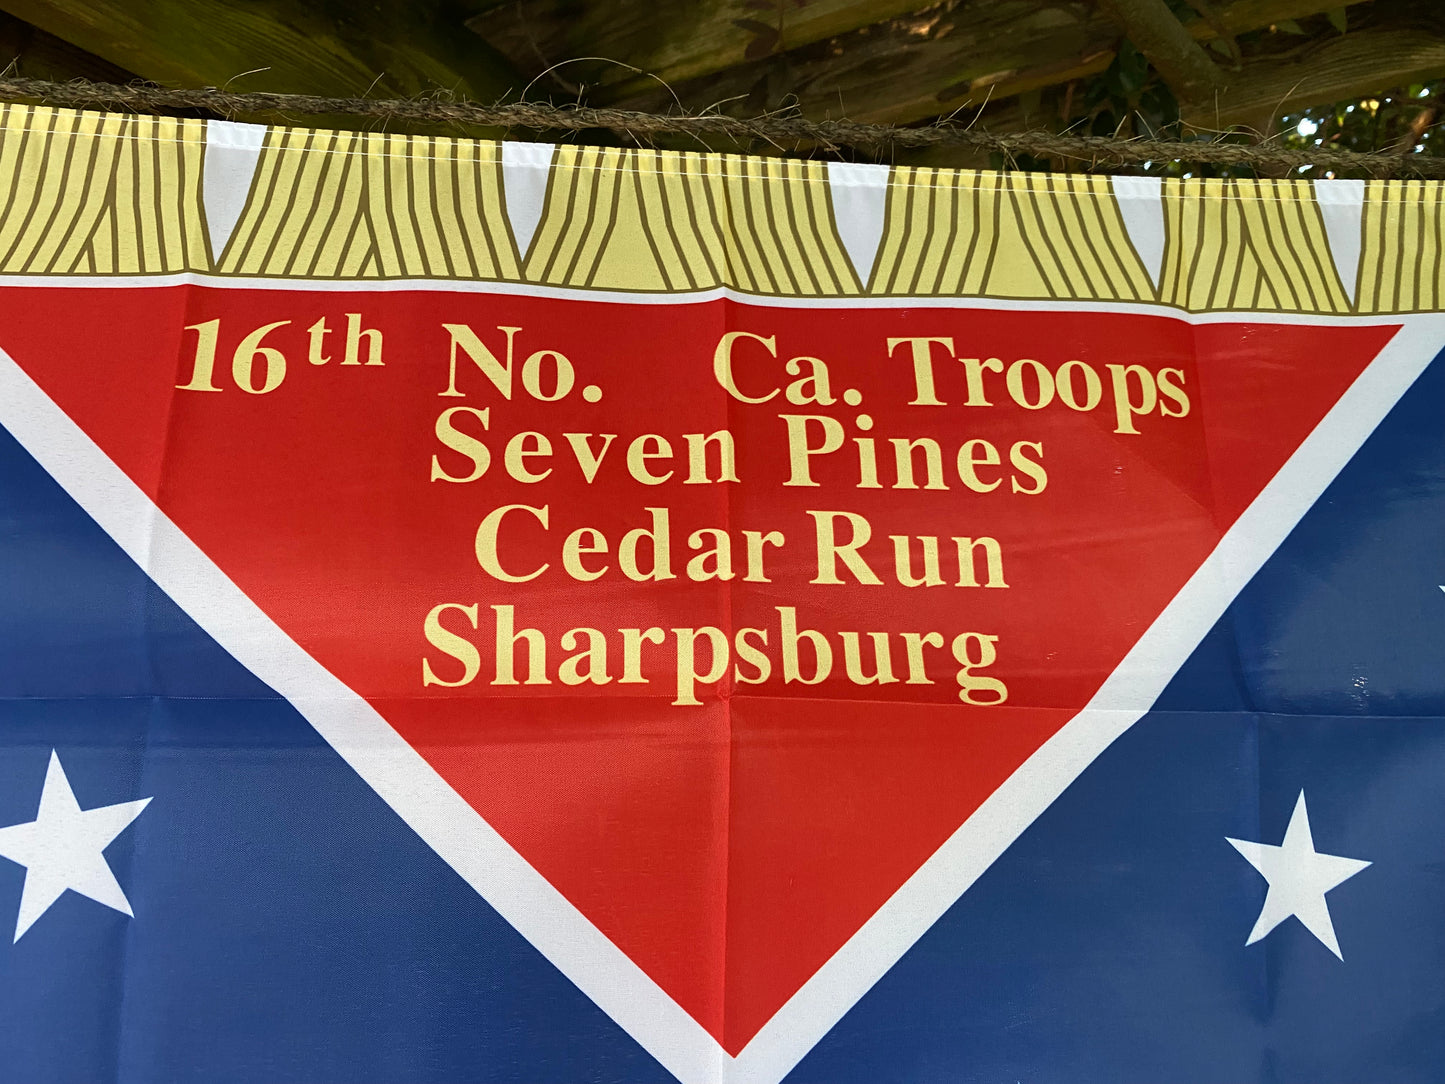 16th No. Ca. Troops
Seven Pines
Cedar Run
Sharpsburg